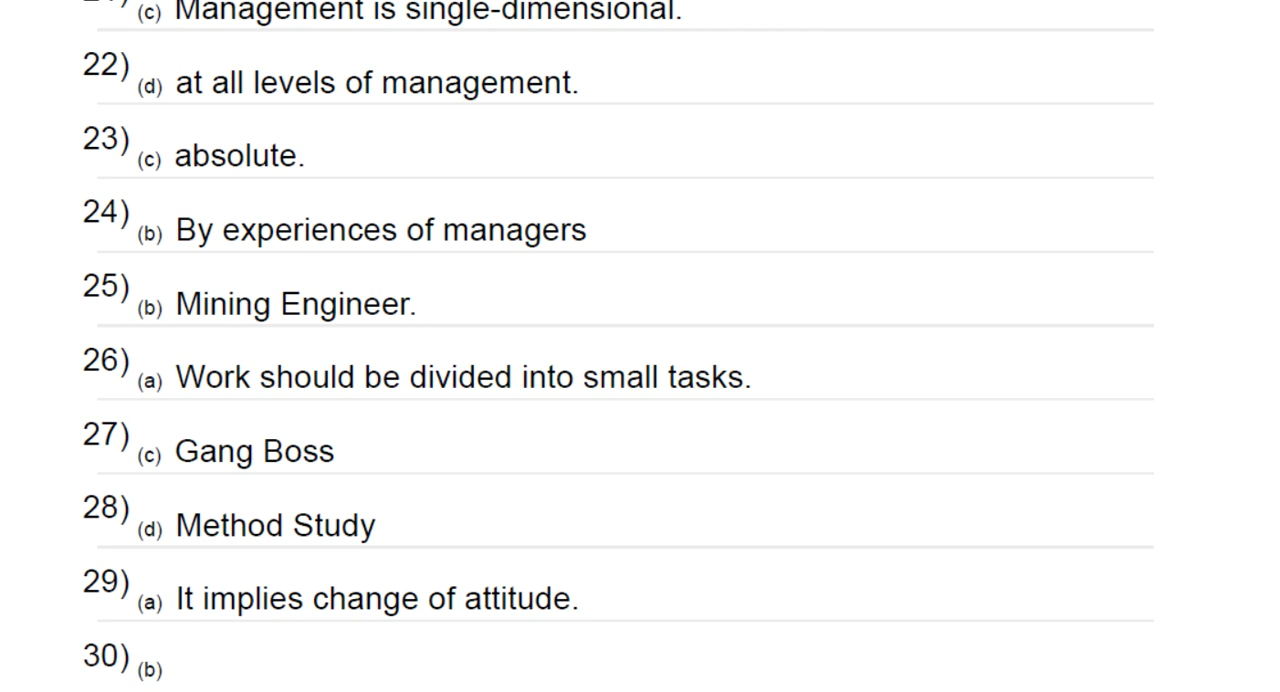 (c) Management is single-dimensional.
22) (d) at all levels of management.
23) (c) absolute.
24) (b) By experiences of managers
25) (b) Mining Engineer.
26) (a) Work should be divided into small tasks.
27) (c) Gang Boss
28) (d) Method Study
29) (a) It implies change of attitude.
30) (b)